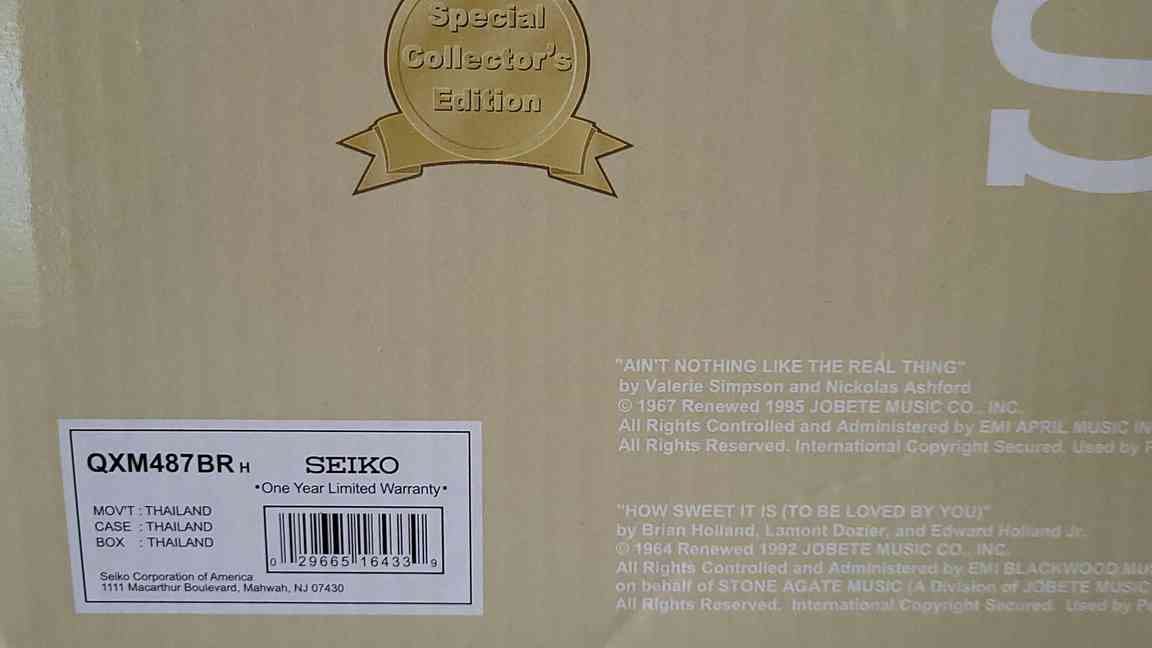 Special
Collector's
Edition
S
"AIN'T NOTHING LIKE THE REAL THING"
by Valerie Simpson and Nickolas Ashford
© 1967 Renewed 1995 JOBETE MUSIC CO., INC.
All Rights Controlled and Administered by EMI APRIL MUSIC IN
All Rights Reserved. International Copyright Secured. Used by P
"HOW SWEET IT IS (TO BE LOVED BY YOU)"
by Brian Holland, Lamont Dozier, and Edward Holland Jr.
© 1964 Renewed 1992 JOBETE MUSIC CO., INC.
All Rights Controlled and Administered by EMI BLACKWOOD MUS
on behalf of STONE AGATE MUSIC (A Division of JOBETE MUSIC
All Rights Reserved. International Copyright Secured. Used by Pe
QXM487BR H
SEIKO
•One Year Limited Warranty•
MOV'T : THAILAND
CASE : THAILAND
BOX : THAILAND
0 29665 16433 9
Seiko Corporation of America
1111 Macarthur Boulevard, Mahwah, NJ 07430